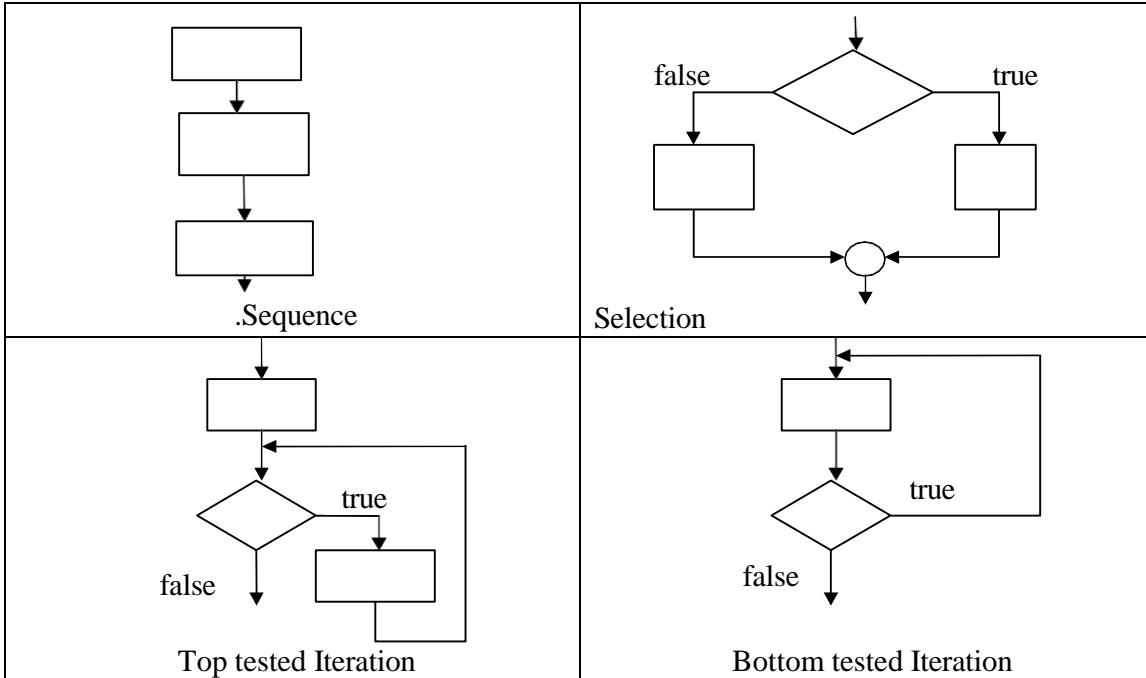 .Sequence
false
true
Selection
true
false
Top tested Iteration
true
false
Bottom tested Iteration